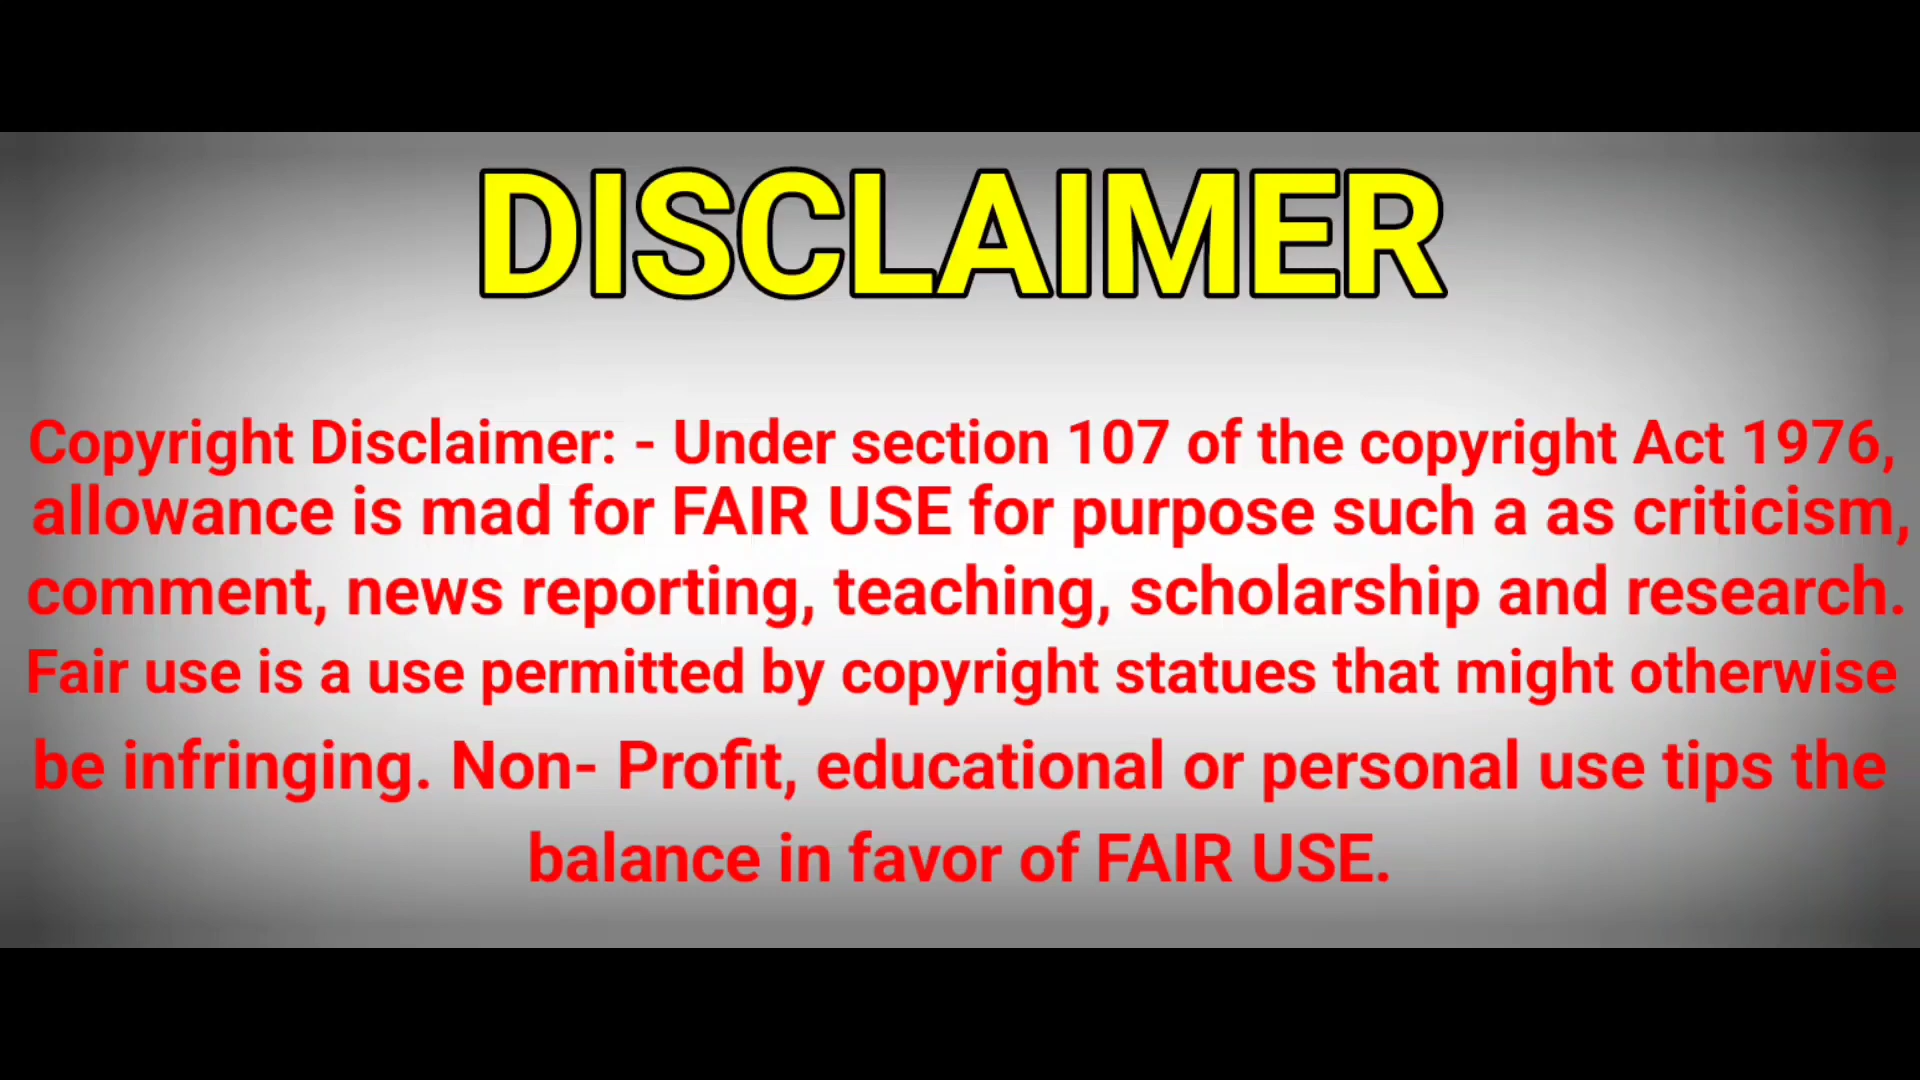 DISCLAIMER
Copyright Disclaimer: - Under section 107 of the copyright Act 1976,
allowance is mad for FAIR USE for purpose such a as criticism,
comment, news reporting, teaching, scholarship and research.
Fair use is a use permitted by copyright statues that might otherwise
be infringing. Non- Profit, educational or personal use tips the
balance in favor of FAIR USE.